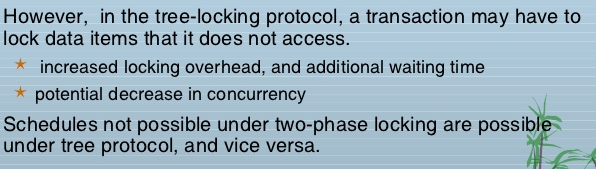 However,  in the tree-locking protocol, a transaction may have to
lock data items that it does not access.
★ increased locking overhead, and additional waiting time
★ potential decrease in concurrency
Schedules not possible under two-phase locking are possible
under tree protocol, and vice versa.